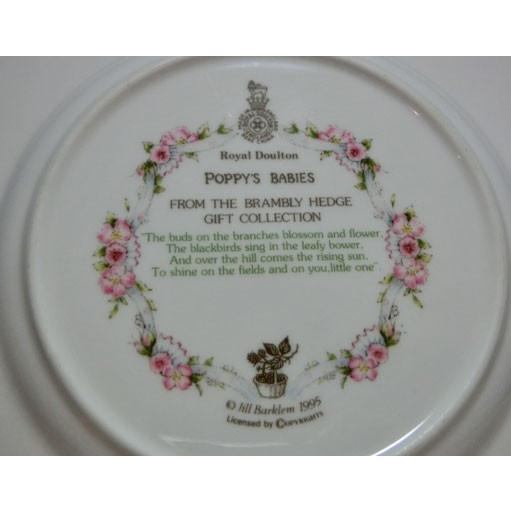 Royal Doulton
POPPY'S BABIES
FROM THE BRAMBLY HEDGE
GIFT COLLECTION
"The buds on the branches blossom and flower,
The blackbirds sing in the leafy bower.
And over the hill comes the rising sun,
To shine on the fields and on you, little one"
© Jill Barklem 1995
Licensed by COPYRIGHTS